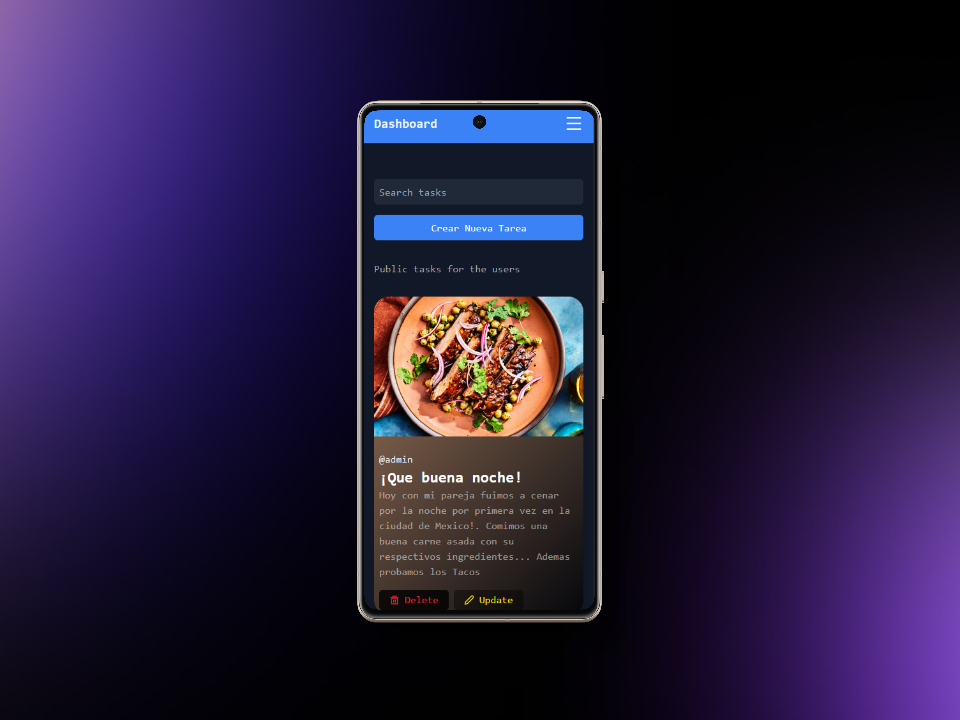 Dashboard
Search tasks
Crear Nueva Tarea
Public tasks for the users
@admin
¡Que buena noche!
Hoy con mi pareja fuimos a cenar
por la noche por primera vez en la
ciudad de Mexico!. Comimos una
buena carne asada con su
respectivos ingredientes... Ademas
probamos los Tacos
Delete Update